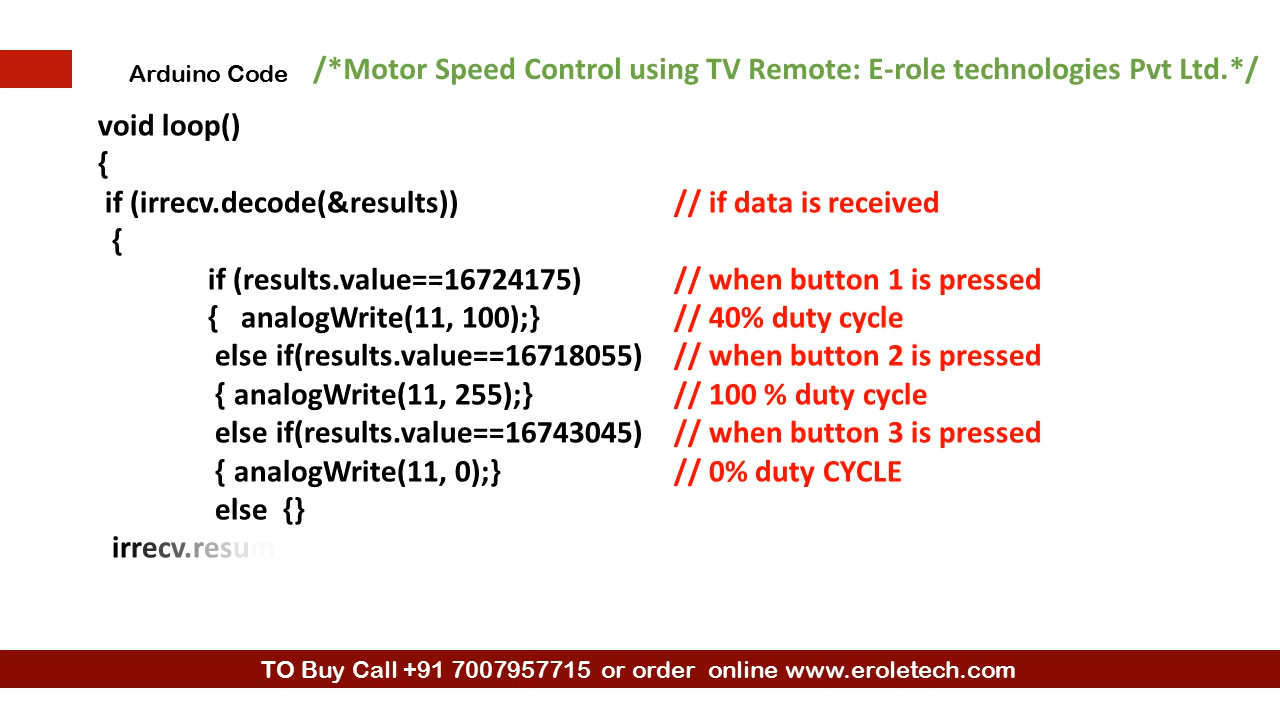 Arduino Code /*Motor Speed Control using TV Remote: E-role technologies Pvt Ltd.*/
void loop()
{
if (irrecv.decode(&results)) // if data is received
{
if (results.value==16724175) // when button 1 is pressed
{ analogWrite(11, 100);} // 40% duty cycle
else if(results.value==16718055) // when button 2 is pressed
{ analogWrite(11, 255);} // 100 % duty cycle
else if(results.value==16743045) // when button 3 is pressed
{ analogWrite(11, 0);} // 0% duty CYCLE
else {}
irrecv.resum
TO Buy Call +91 7007957715 or order online www.eroletech.com